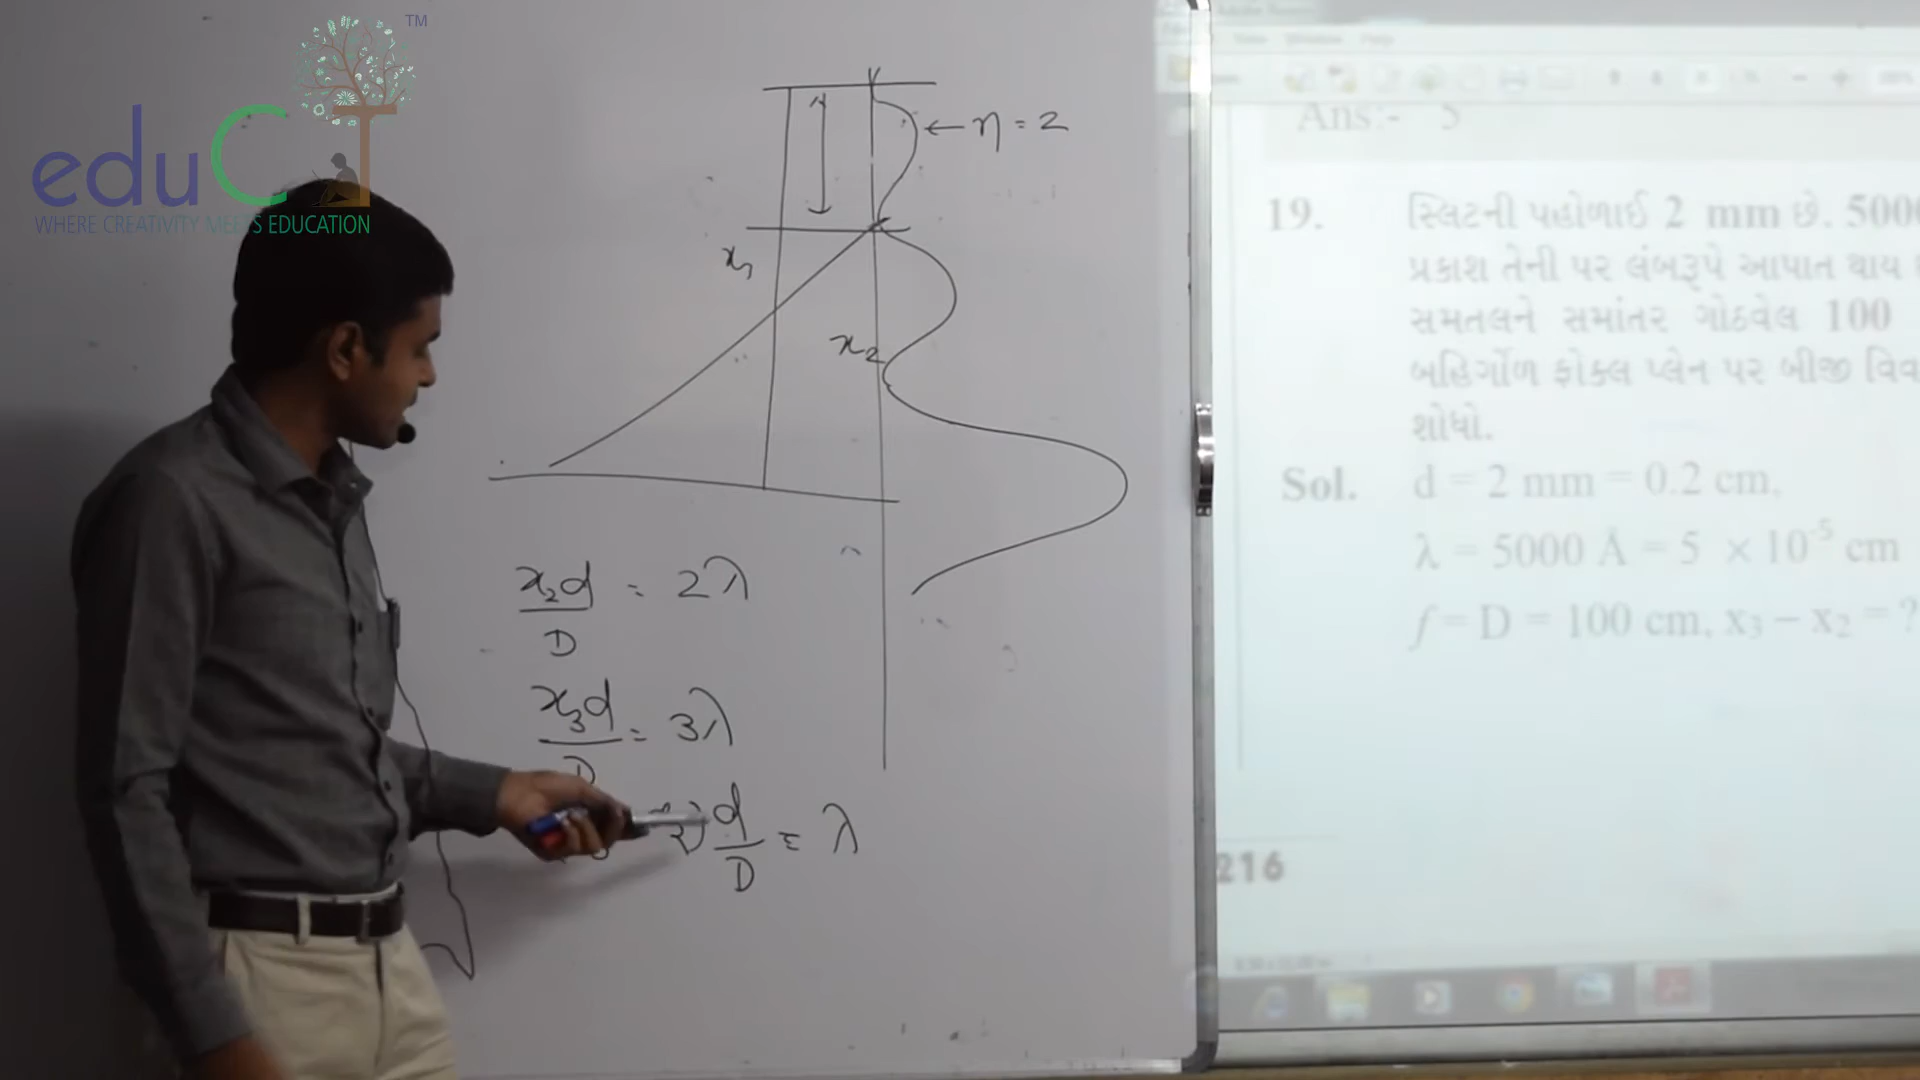 TM
eduCT
WHERE CREATIVITY MEETS EDUCATION
← η = 2
x₁
x₂
x₂d = 2λ
D
x₃d = 3λ
D
d = λ
D
Ans:- 5
19. સ્લિટની પહોળાઈ 2 mm છે. 5000
પ્રકાશ તેની પર લંબરૂપે આપાત થાય
સમતલને સમાંતર ગોઠવેલ 100
બહિર્ગોળ ફોકલ પ્લેન પર બીજી
શોધો.
Sol. d = 2 mm = 0.2 cm,
λ = 5000 Å = 5 × 10⁻⁵ cm
f = D = 100 cm, x₃ – x₂ = ?
216